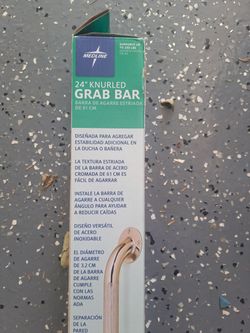 MEDLINE
24" KNURLED
GRAB BAR
BARRA DE AGARRE ESTRIADA
DE 61 CM
DISEÑADA PARA AGREGAR
ESTABILIDAD ADICIONAL EN
LA DUCHA O BAÑERA
LA TEXTURA ESTRIADA
DE LA BARRA DE ACERO
CROMADA DE 61 CM ES
FÁCIL DE AGARRAR
INSTALE LA BARRA DE
AGARRE A CUALQUIER
ÁNGULO PARA AYUDAR
A REDUCIR CAÍDAS
DISEÑO VERSÁTIL
DE ACERO
INOXIDABLE
EL DIÁMETRO
DE AGARRE
DE 3,2 CM
DE LA BARRA
DE AGARRE
CUMPLE
CON LAS
NORMAS
ADA
SEPARACIÓN
DE LA
PARED